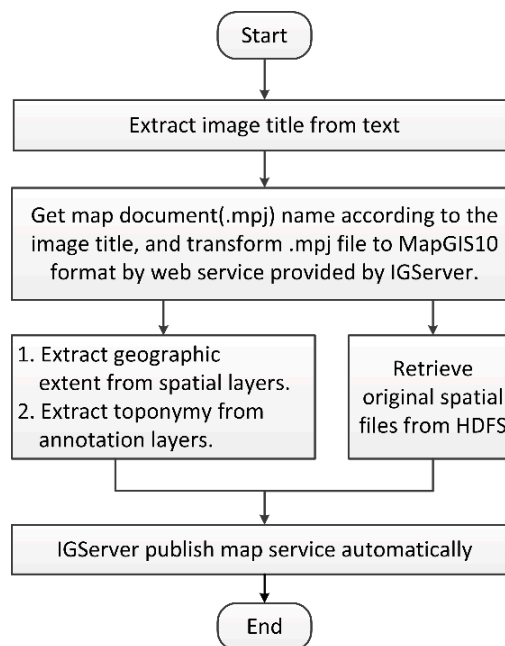 Start
Extract image title from text
Get map document(.mpj) name according to the
image title, and transform .mpj file to MapGIS10
format by web service provided by IGServer.
1. Extract geographic
extent from spatial layers.
2. Extract toponymy from
annotation layers.
Retrieve
original spatial
files from HDFS
IGServer publish map service automatically
End